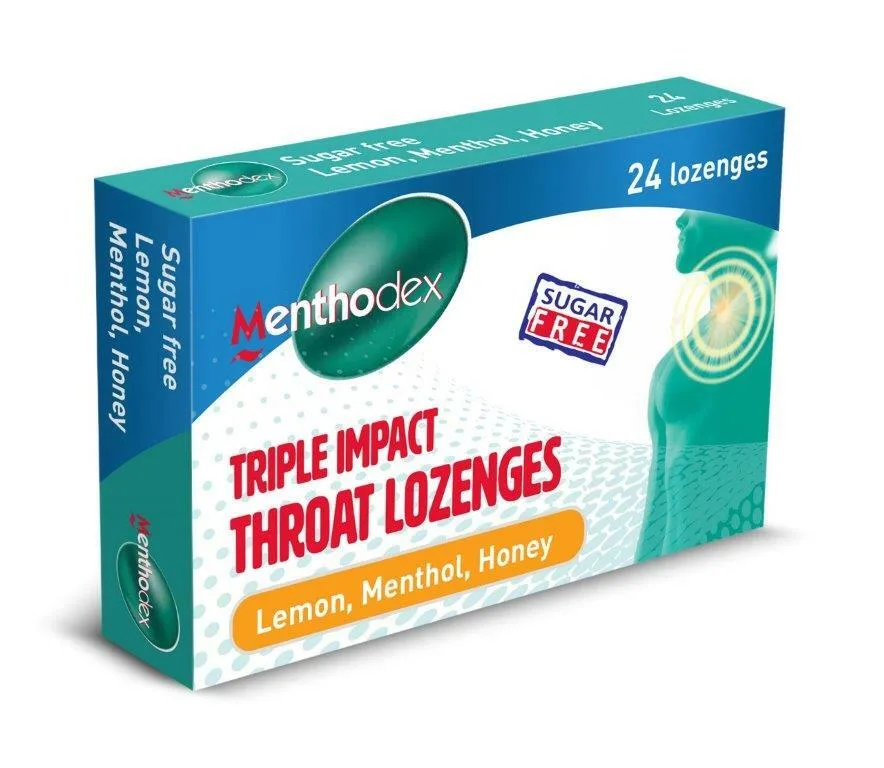 Menthodex
Sugar free
Lemon, Menthol, Honey
24
Lozenges
Sugar free
Lemon,
Menthol, Honey
Menthodex
24 lozenges
Menthodex
SUGAR
FREE
TRIPLE IMPACT
THROAT LOZENGES
Lemon, Menthol, Honey